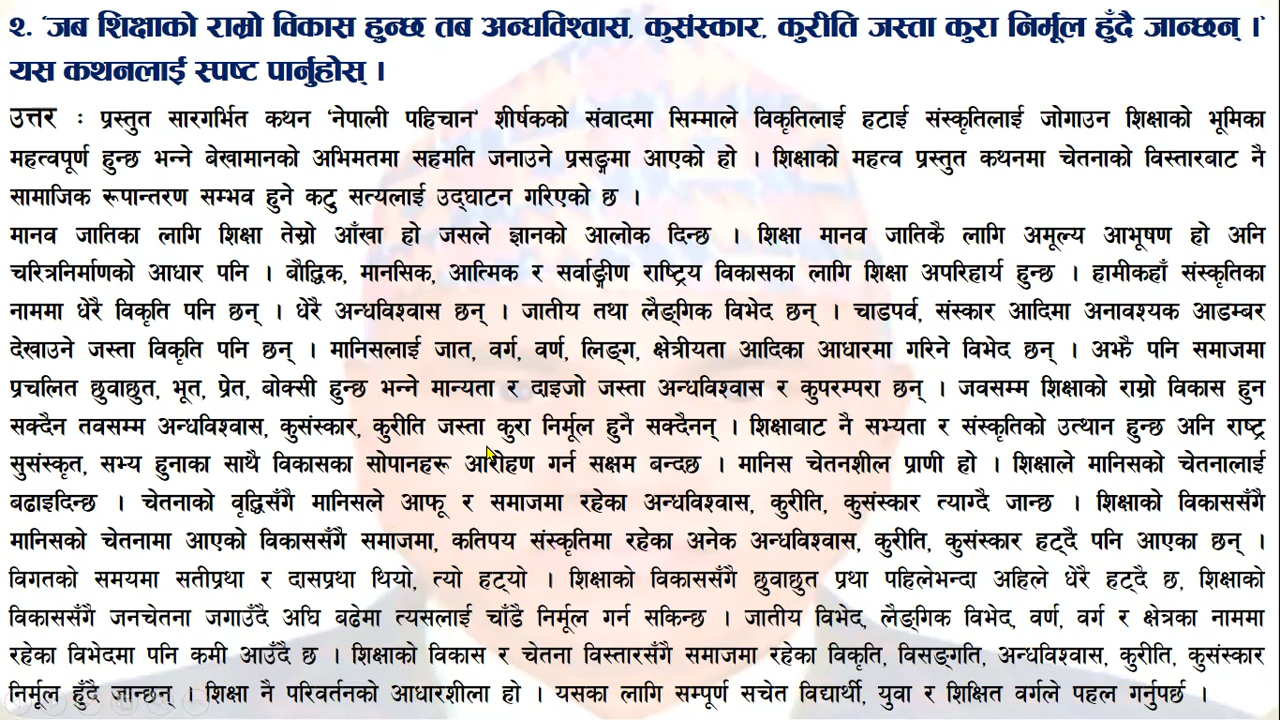 २. 'जब शिक्षाको राम्रो विकास हुन्छ तब अन्धविश्वास, कुसंस्कार, कुरीति जस्ता कुरा निर्मूल हुँदै जान्छन् ।'
यस कथनलाई स्पष्ट पार्नुहोस् ।
उत्तर : प्रस्तुत सारगर्भित कथन 'नेपाली पहिचान' शीर्षकको संवादमा सिम्माले विकृतिलाई हटाई संस्कृतिलाई जोगाउन शिक्षाको भूमिका
महत्वपूर्ण हुन्छ भन्ने बेखामानको अभिमतमा सहमति जनाउने प्रसङ्गमा आएको हो । शिक्षाको महत्व प्रस्तुत कथनमा चेतनाको विस्तारबाट नै
सामाजिक रूपान्तरण सम्भव हुने कटु सत्यलाई उद्घाटन गरिएको छ ।
मानव जातिका लागि शिक्षा तेस्रो आँखा हो जसले ज्ञानको आलोक दिन्छ । शिक्षा मानव जातिकै लागि अमूल्य आभूषण हो अनि
चरित्रनिर्माणको आधार पनि । बौद्धिक, मानसिक, आत्मिक र सर्वाङ्गीण राष्ट्रिय विकासका लागि शिक्षा अपरिहार्य हुन्छ । हामीकहाँ संस्कृतिका
नाममा धेरै विकृति पनि छन् । धेरै अन्धविश्वास छन् । जातीय तथा लैङ्गिक विभेद छन् । चाडपर्व, संस्कार आदिमा अनावश्यक आडम्बर
देखाउने जस्ता विकृति पनि छन् । मानिसलाई जात, वर्ग, वर्ण, लिङ्ग, क्षेत्रीयता आदिका आधारमा गरिने विभेद छन् । अझै पनि समाजमा
प्रचलित छुवाछुत, भूत, प्रेत, बोक्सी हुन्छ भन्ने मान्यता र दाइजो जस्ता अन्धविश्वास र कुपरम्परा छन् । जवसम्म शिक्षाको राम्रो विकास हुन
सक्दैन तवसम्म अन्धविश्वास, कुसंस्कार, कुरीति जस्ता कुरा निर्मूल हुनै सक्दैनन् । शिक्षाबाट नै सभ्यता र संस्कृतिको उत्थान हुन्छ अनि राष्ट्र
सुसंस्कृत, सभ्य हुनाका साथै विकासका सोपानहरू आरोहण गर्न सक्षम बन्दछ । मानिस चेतनशील प्राणी हो । शिक्षाले मानिसको चेतनालाई
बढाइदिन्छ । चेतनाको वृद्धिसँगै मानिसले आफू र समाजमा रहेका अन्धविश्वास, कुरीति, कुसंस्कार त्याग्दै जान्छ । शिक्षाको विकाससँगै
मानिसको चेतनामा आएको विकाससँगै समाजमा, कतिपय संस्कृतिमा रहेका अनेक अन्धविश्वास, कुरीति, कुसंस्कार हट्दै पनि आएका छन् ।
विगतको समयमा सतीप्रथा र दासप्रथा थियो, त्यो हट्यो । शिक्षाको विकाससँगै छुवाछुत प्रथा पहिलेभन्दा अहिले धेरै हट्दै छ, शिक्षाको
विकाससँगै जनचेतना जगाउँदै अघि बढेमा त्यसलाई चाँडै निर्मूल गर्न सकिन्छ । जातीय विभेद, लैङ्गिक विभेद, वर्ण, वर्ग र क्षेत्रका नाममा
रहेका विभेदमा पनि कमी आउँदै छ । शिक्षाको विकास र चेतना विस्तारसँगै समाजमा रहेका विकृति, विसङ्गति, अन्धविश्वास, कुरीति, कुसंस्कार
निर्मूल हुँदै जान्छन् । शिक्षा नै परिवर्तनको आधारशीला हो । यसका लागि सम्पूर्ण सचेत विद्यार्थी, युवा र शिक्षित वर्गले पहल गर्नुपर्छ ।